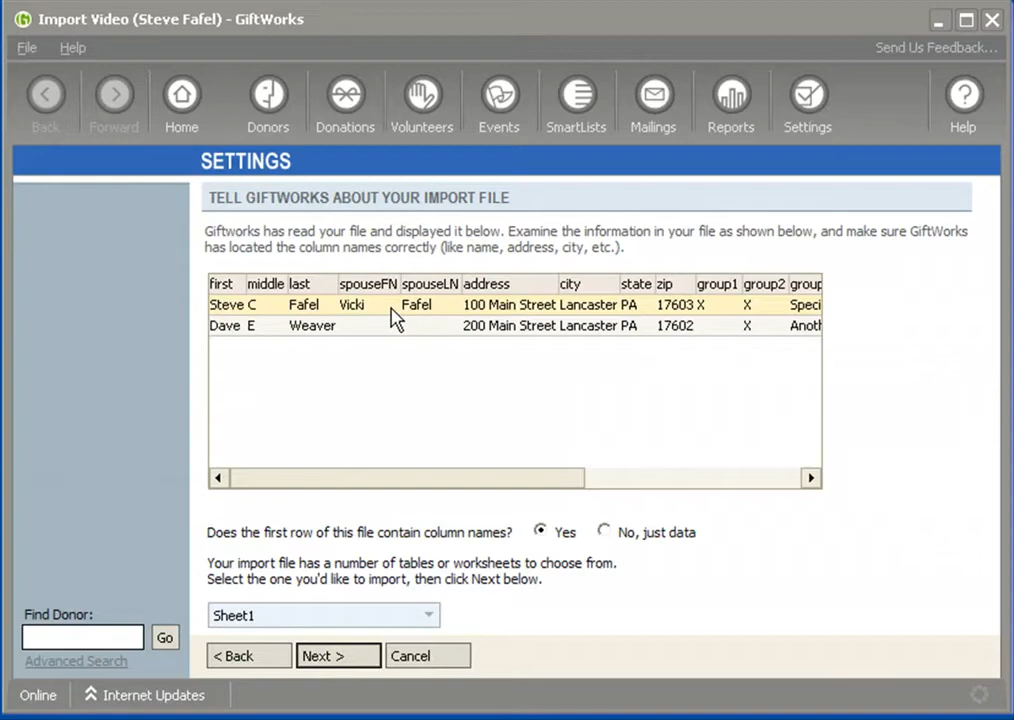 Import Video (Steve Fafel) - GiftWorks
File Help Send Us Feedback...
Back Forward Home Donors Donations Volunteers Events SmartLists Mailings Reports Settings Help
SETTINGS
TELL GIFTWORKS ABOUT YOUR IMPORT FILE
Giftworks has read your file and displayed it below. Examine the information in your file as shown below, and make sure GiftWorks
has located the column names correctly (like name, address, city, etc.).
first middle last spouseFN spouseLN address city state zip group1 group2 group
Steve C Fafel Vicki Fafel 100 Main Street Lancaster PA 17603 X X Speci
Dave E Weaver 200 Main Street Lancaster PA 17602 X Anoth
Does the first row of this file contain column names? Yes No, just data
Your import file has a number of tables or worksheets to choose from.
Select the one you'd like to import, then click Next below.
Sheet1
Find Donor:
Go
Advanced Search
< Back Next > Cancel
Online Internet Updates